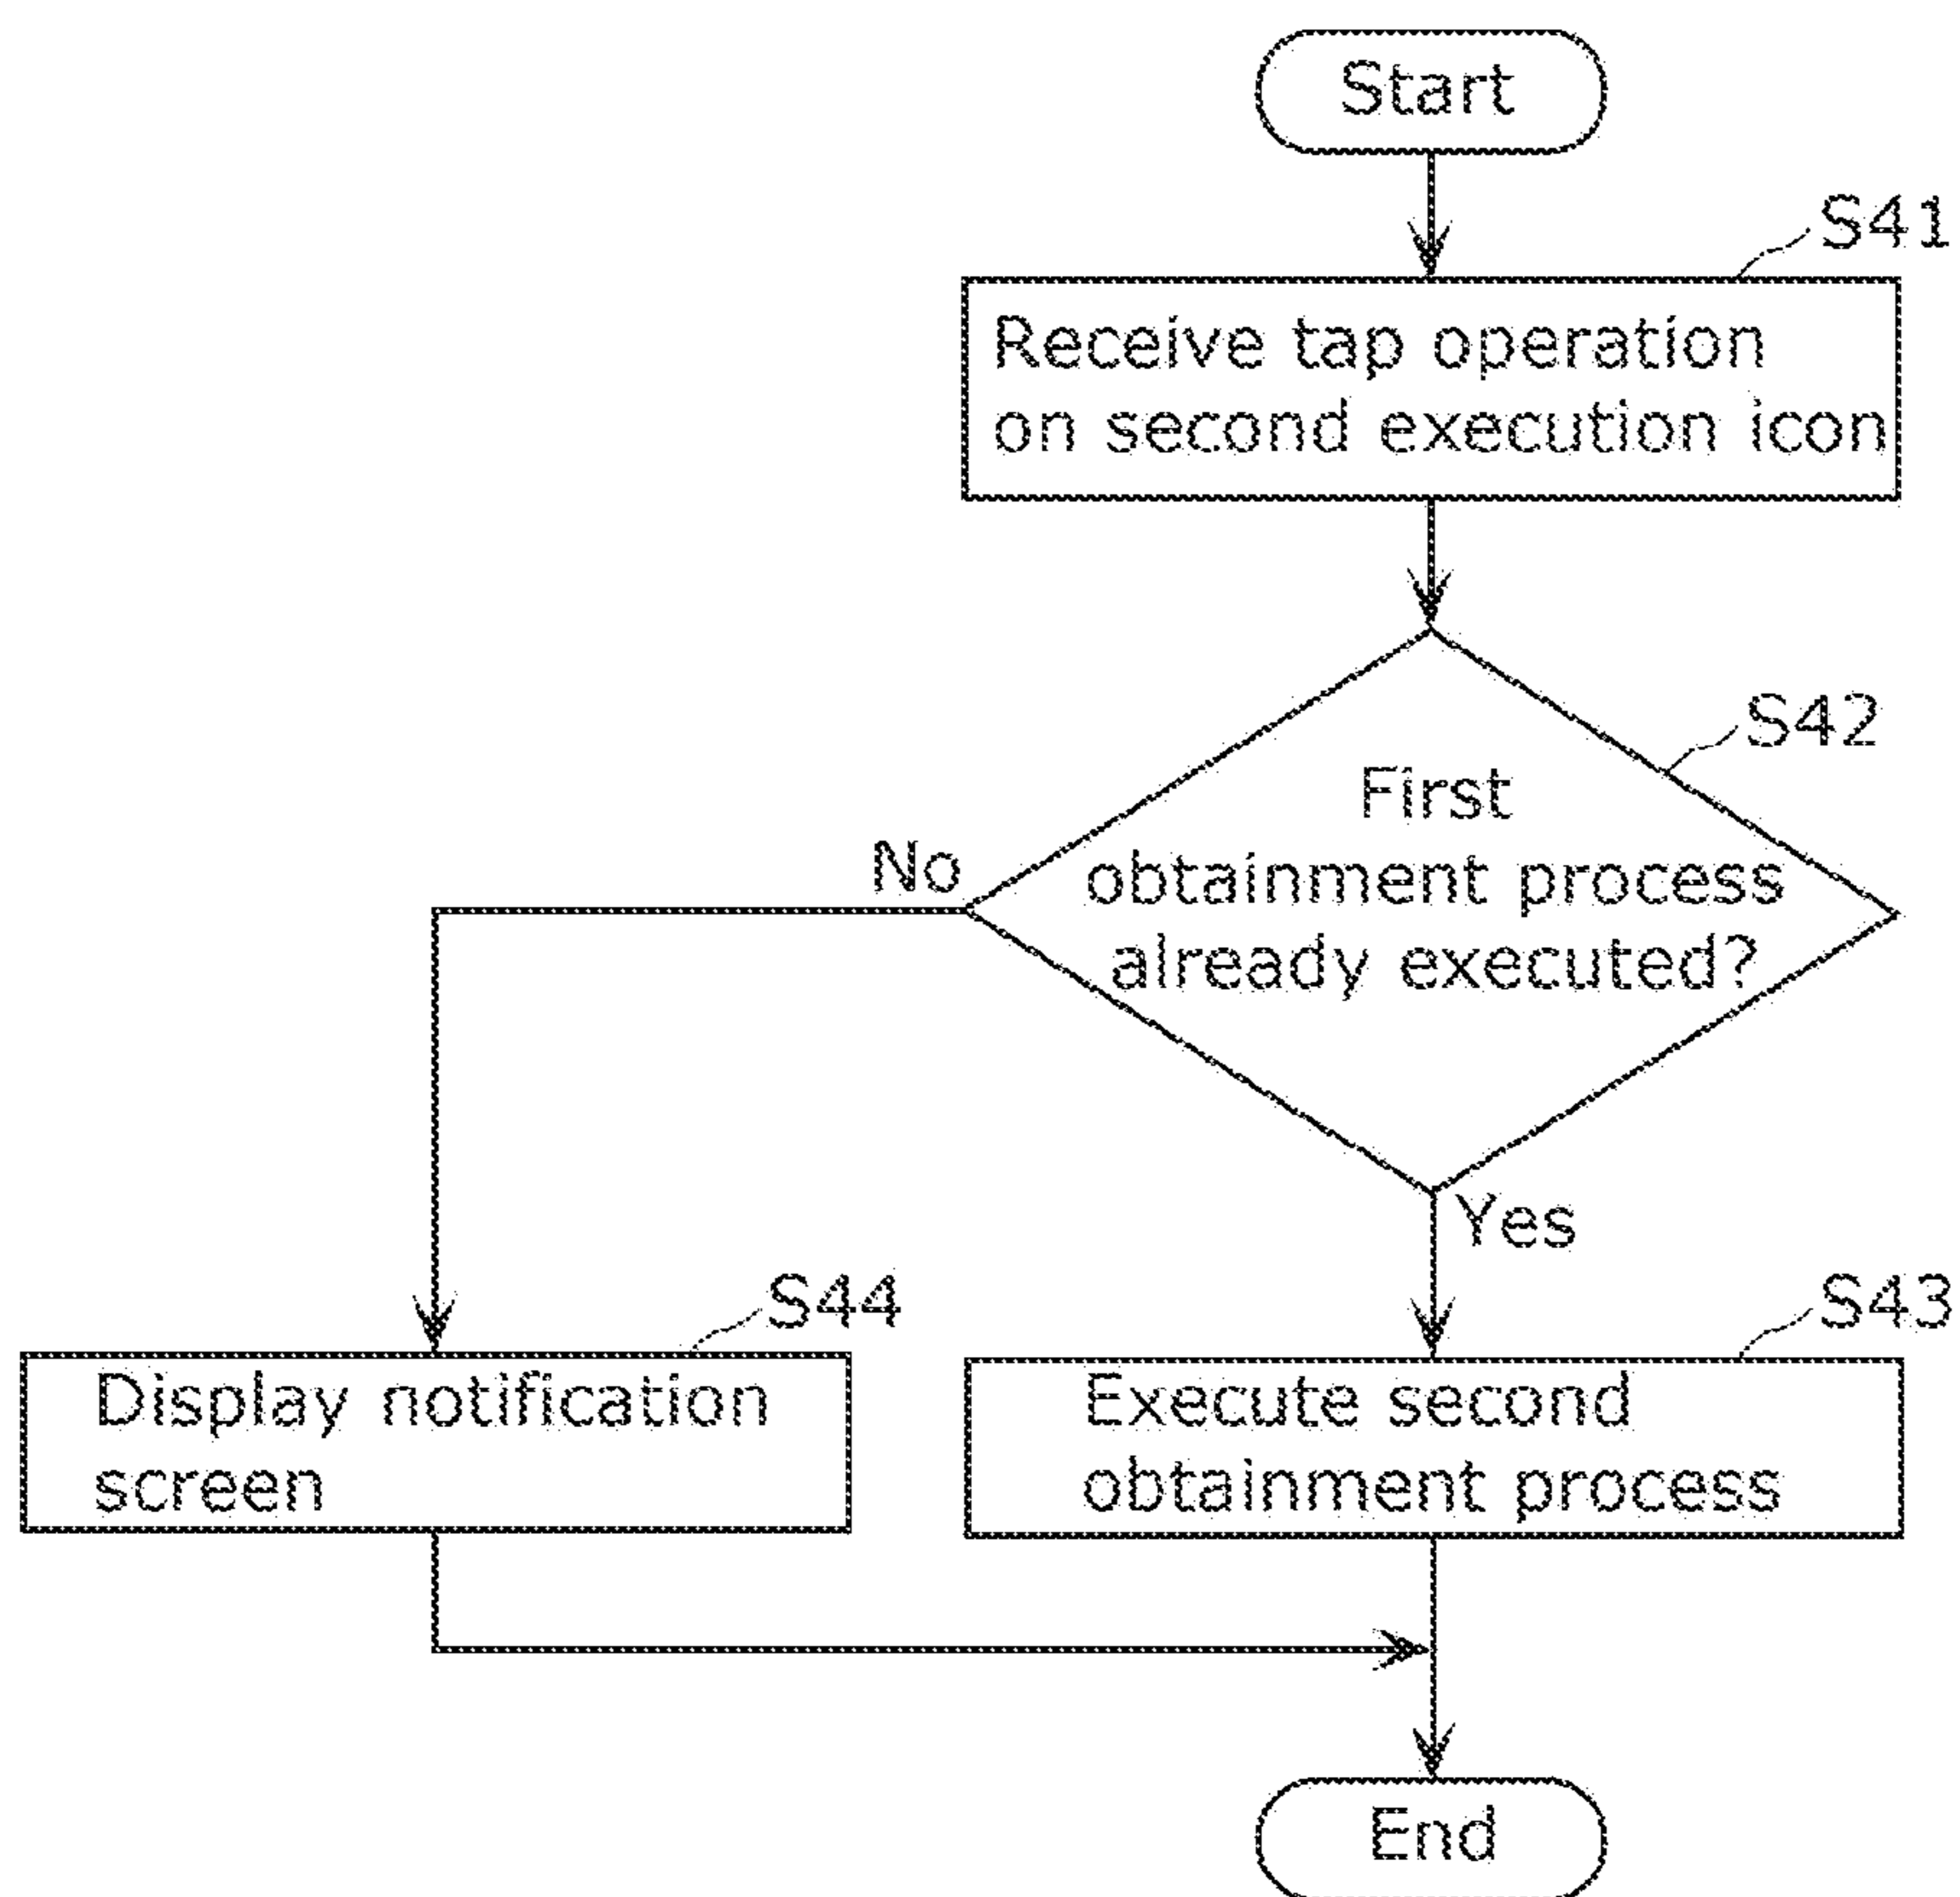 Start
S41
Receive tap operation
on second execution icon
S42
First
obtainment process
already executed?
No
Yes
S44
Display notification
screen
S43
Execute second
obtainment process
End